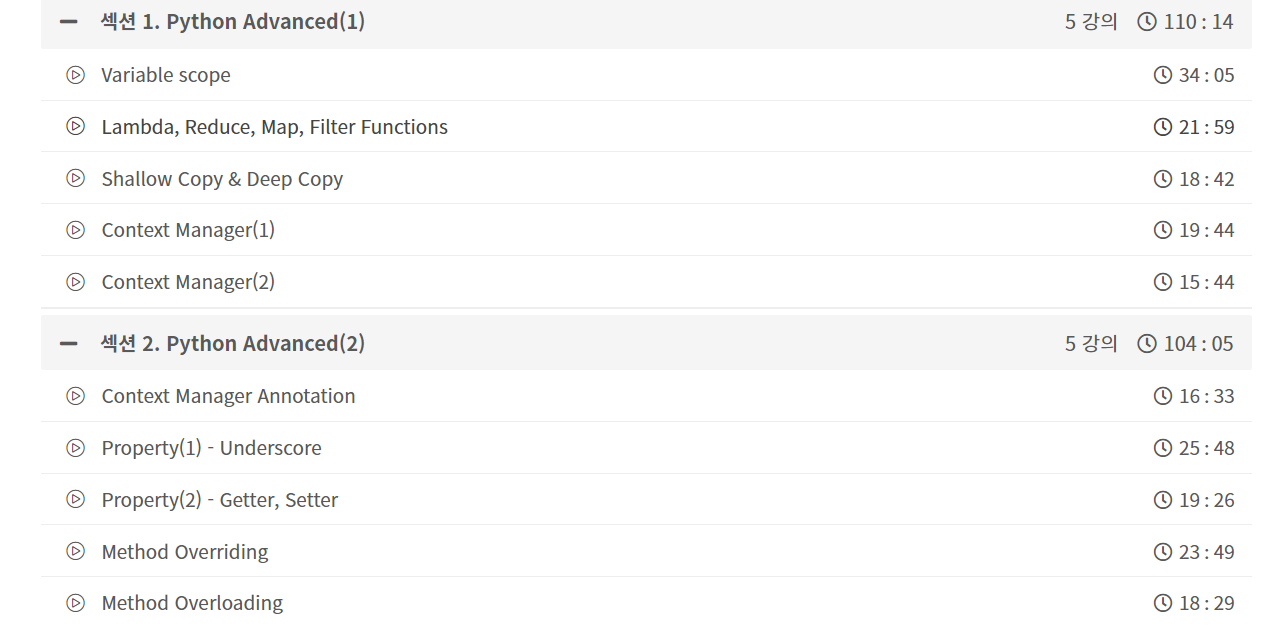 섹션 1. Python Advanced(1) 5 강의 110 : 14
Variable scope 34 : 05
Lambda, Reduce, Map, Filter Functions 21 : 59
Shallow Copy & Deep Copy 18 : 42
Context Manager(1) 19 : 44
Context Manager(2) 15 : 44
섹션 2. Python Advanced(2) 5 강의 104 : 05
Context Manager Annotation 16 : 33
Property(1) - Underscore 25 : 48
Property(2) - Getter, Setter 19 : 26
Method Overriding 23 : 49
Method Overloading 18 : 29